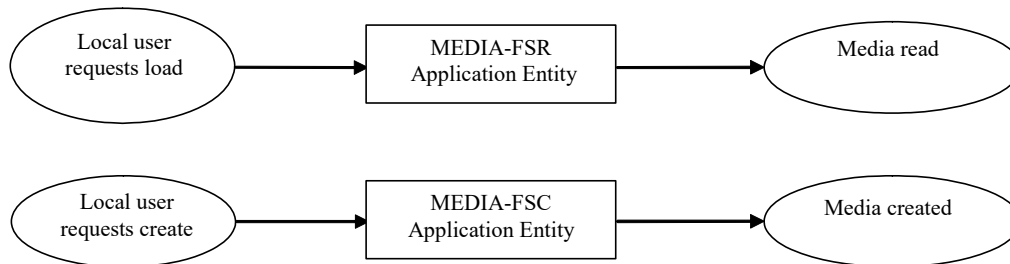 Local user
requests load
MEDIA-FSR
Application Entity
Media read
Local user
requests create
MEDIA-FSC
Application Entity
Media created